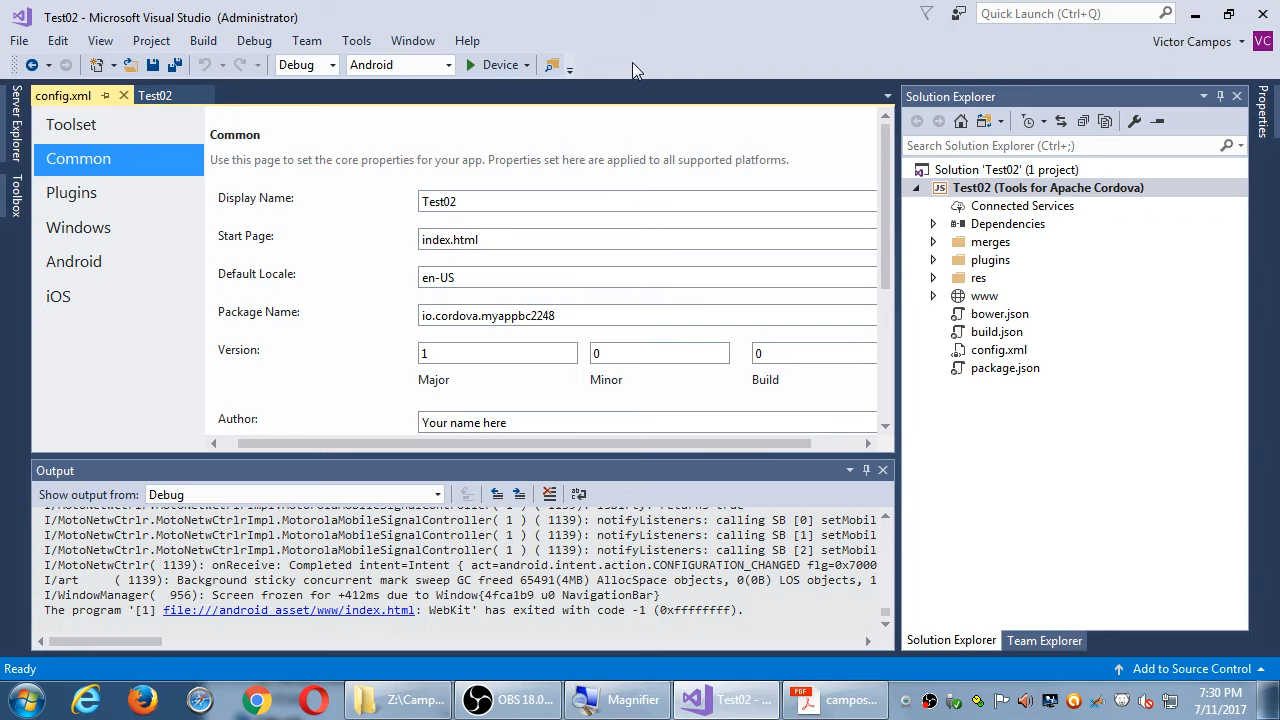 Test02 - Microsoft Visual Studio (Administrator)
Quick Launch (Ctrl+Q)
File Edit View Project Build Debug Team Tools Window Help
Victor Campos
VC
Debug Android Device
Server Explorer
Toolbox
config.xml Test02
Toolset
Common
Plugins
Windows
Android
iOS
Common
Use this page to set the core properties for your app. Properties set here are applied to all supported platforms.
Display Name: Test02
Start Page: index.html
Default Locale: en-US
Package Name: io.cordova.myappbc2248
Version: 1 0 0
Major Minor Build
Author: Your name here
Solution Explorer
Search Solution Explorer (Ctrl+;)
Solution 'Test02' (1 project)
JS Test02 (Tools for Apache Cordova)
Connected Services
Dependencies
merges
plugins
res
www
bower.json
build.json
config.xml
package.json
Solution Explorer Team Explorer
Properties
Output
Show output from: Debug
I/MotoNetwCtrlr.MotoNetwCtrlrImpl.MotorolaMobileSignalController( 1 ) ( 1139): notifyListeners: calling SB [0] setMobil
I/MotoNetwCtrlr.MotoNetwCtrlrImpl.MotorolaMobileSignalController( 1 ) ( 1139): notifyListeners: calling SB [1] setMobil
I/MotoNetwCtrlr.MotoNetwCtrlrImpl.MotorolaMobileSignalController( 1 ) ( 1139): notifyListeners: calling SB [2] setMobil
I/MotoNetwCtrlr( 1139): onReceive: Completed intent=Intent { act=android.intent.action.CONFIGURATION_CHANGED flg=0x7000
I/art ( 1139): Background sticky concurrent mark sweep GC freed 65491(4MB) AllocSpace objects, 0(0B) LOS objects, 1
I/WindowManager( 956): Screen frozen for +412ms due to Window{4fca1b9 u0 NavigationBar}
The program '[1] file:///android_asset/www/index.html: WebKit' has exited with code -1 (0xffffffff).
Ready
Add to Source Control
Z:\Camp...
OBS 18.0...
Magnifier
Test02 - ...
PDF
campos...
7:30 PM
7/11/2017